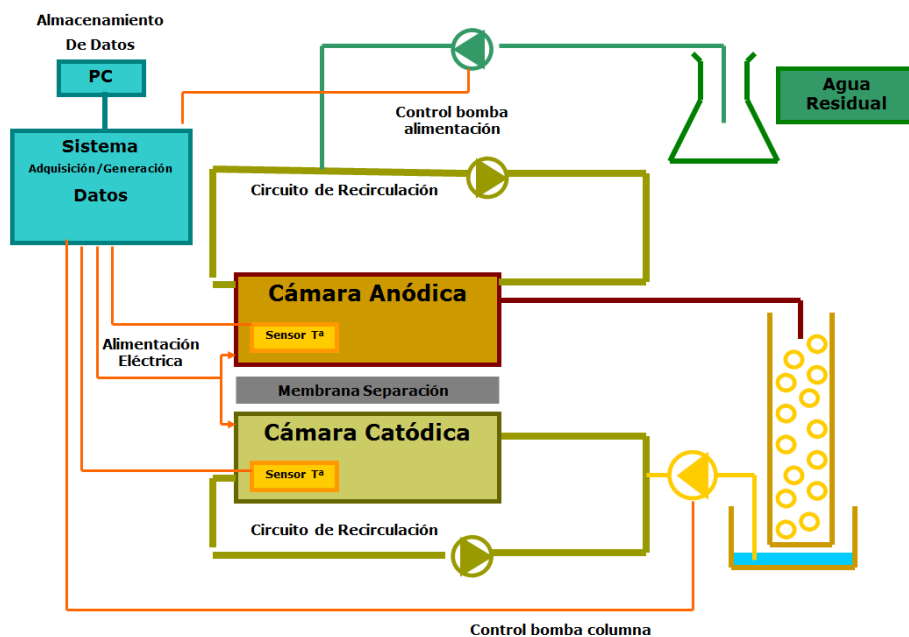 Almacenamiento
De Datos
PC
Sistema
Adquisición/Generación
Datos
Control bomba
alimentación
Agua
Residual
Circuito de Recirculación
Cámara Anódica
Sensor Tª
Alimentación
Eléctrica
Membrana Separación
Cámara Catódica
Sensor Tª
Circuito de Recirculación
Control bomba columna